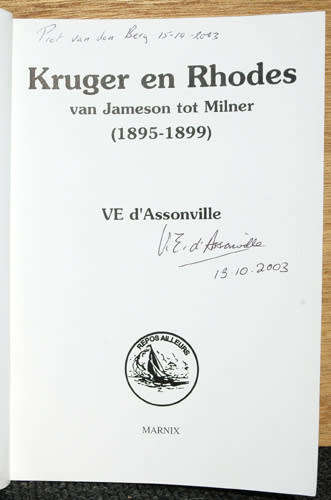 Piet van den Berg 15-10-2003
Kruger en Rhodes
van Jameson tot Milner
(1895-1899)
VE d'Assonville
V.E. d'Assonville
13.10.2003
REPOS AILLEURS
MARNIX